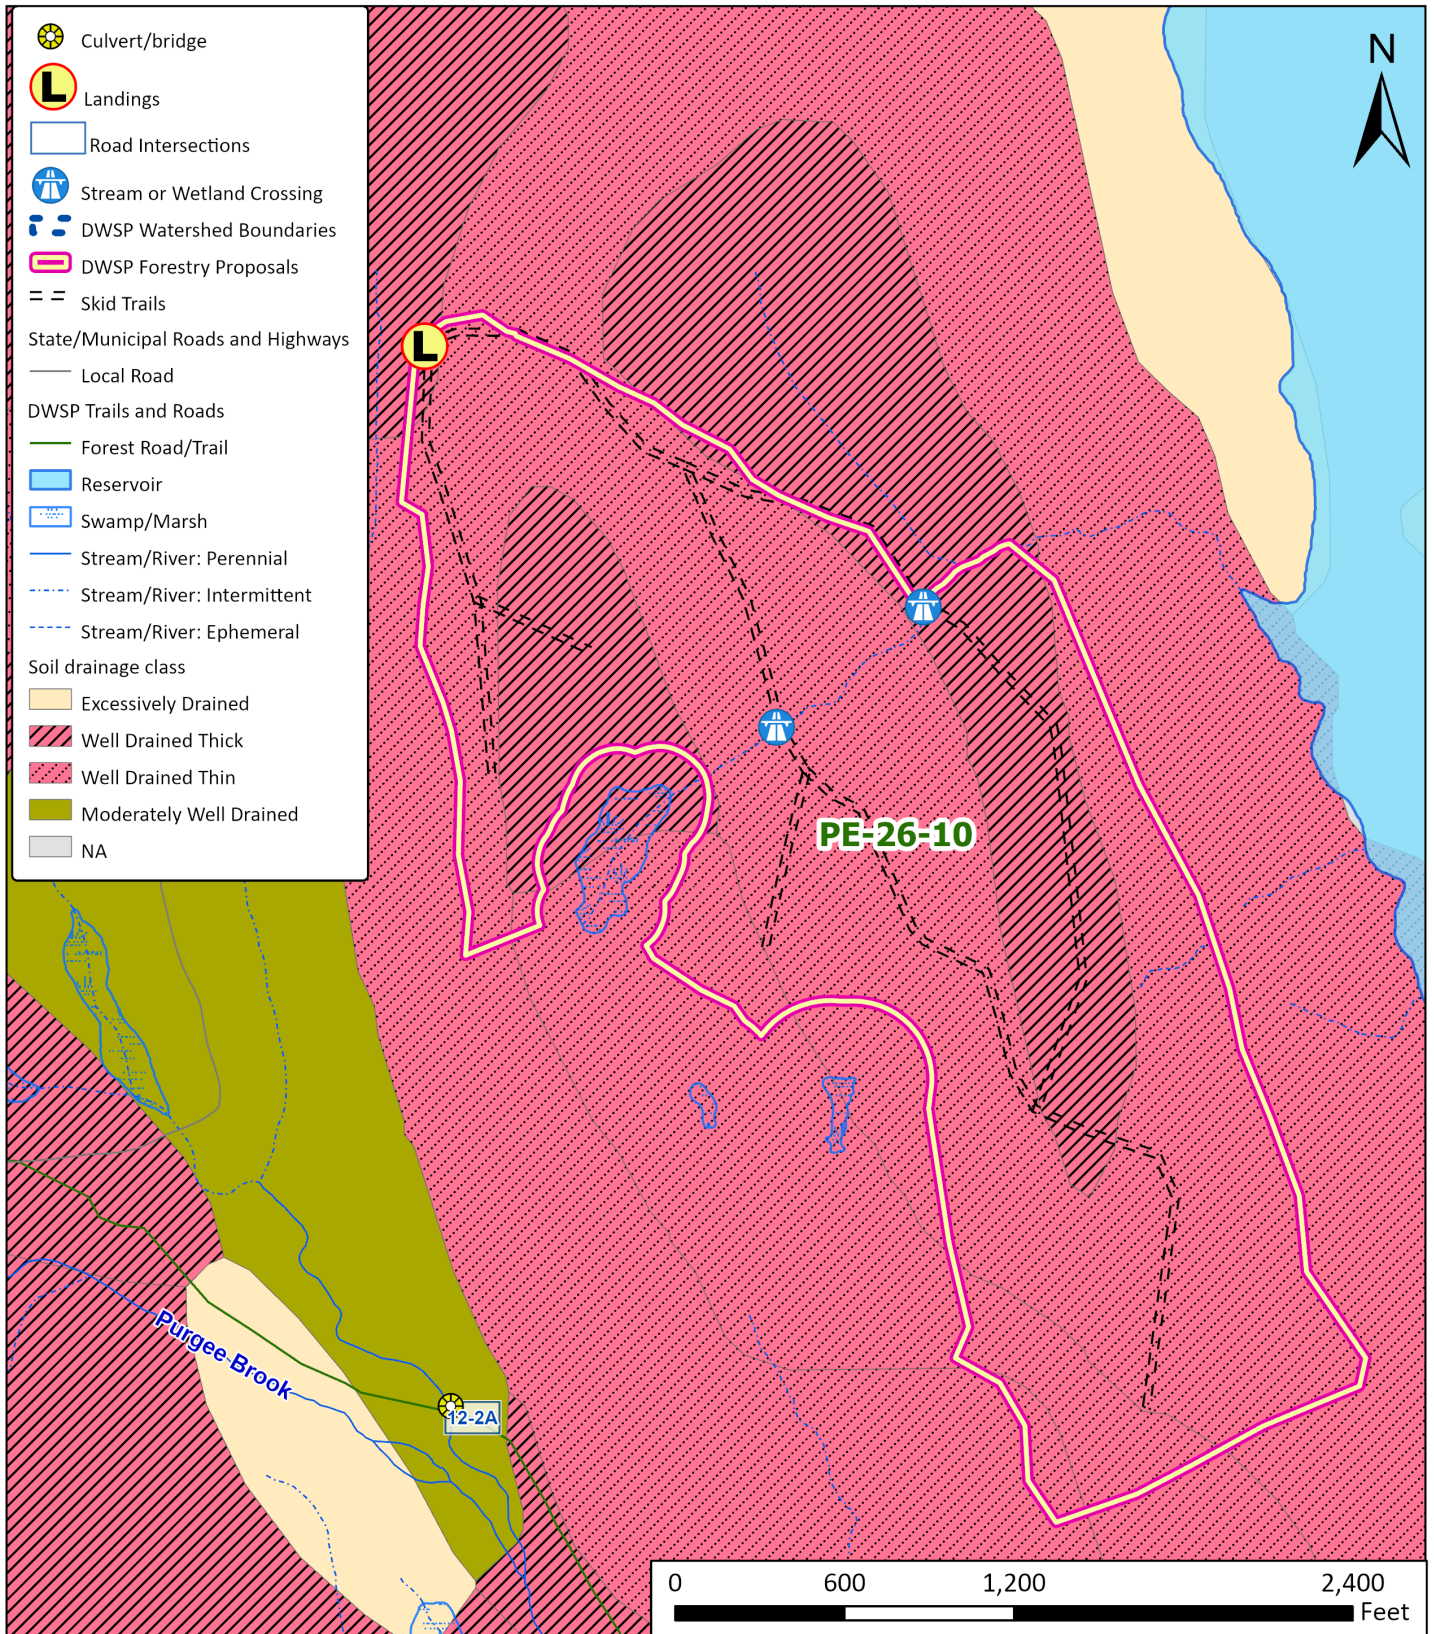 Culvert/bridge
L
Landings
Road Intersections
Stream or Wetland Crossing
DWSP Watershed Boundaries
DWSP Forestry Proposals
Skid Trails
State/Municipal Roads and Highways
Local Road
DWSP Trails and Roads
Forest Road/Trail
Reservoir
Swamp/Marsh
Stream/River: Perennial
Stream/River: Intermittent
Stream/River: Ephemeral
Soil drainage class
Excessively Drained
Well Drained Thick
Well Drained Thin
Moderately Well Drained
NA
N
L
PE-26-10
Purgee Brook
12-2A
0 600 1,200 2,400
Feet